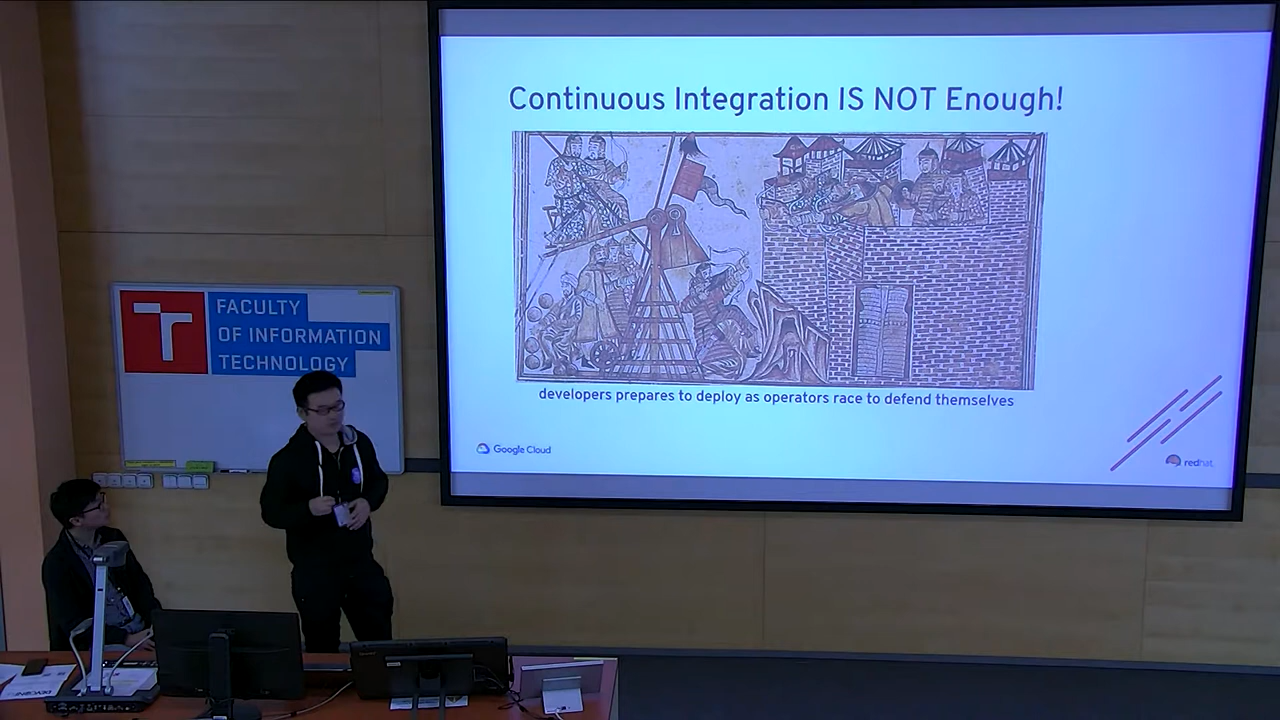 Continuous Integration IS NOT Enough!
developers prepares to deploy as operators race to defend themselves
Google Cloud
redhat
FACULTY
OF INFORMATION
TECHNOLOGY